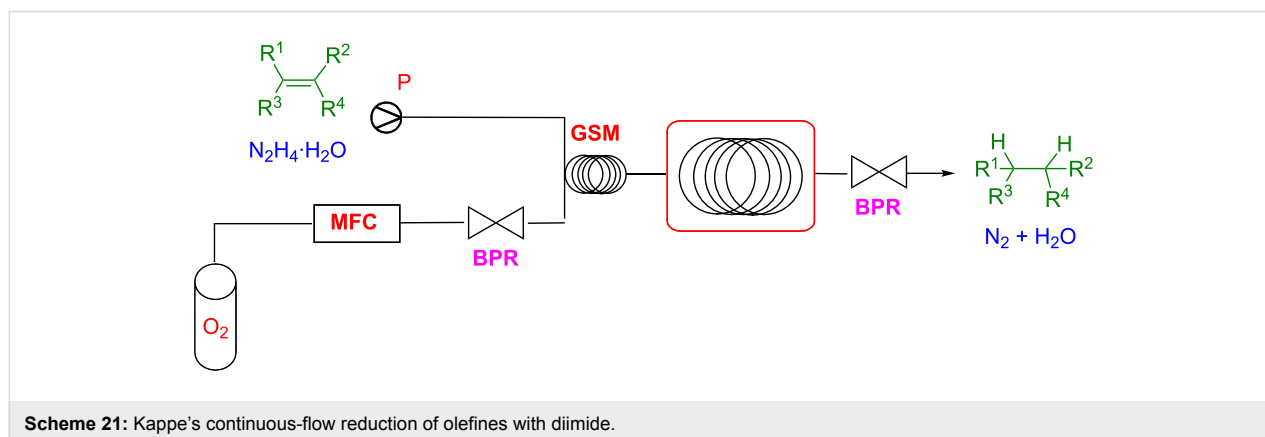 R¹ R²
R³ R⁴
N₂H₄·H₂O
P
GSM
MFC
BPR
O₂
BPR
H H
R¹ R²
R³ R⁴
N₂ + H₂O
Scheme 21: Kappe’s continuous-flow reduction of olefines with diimide.